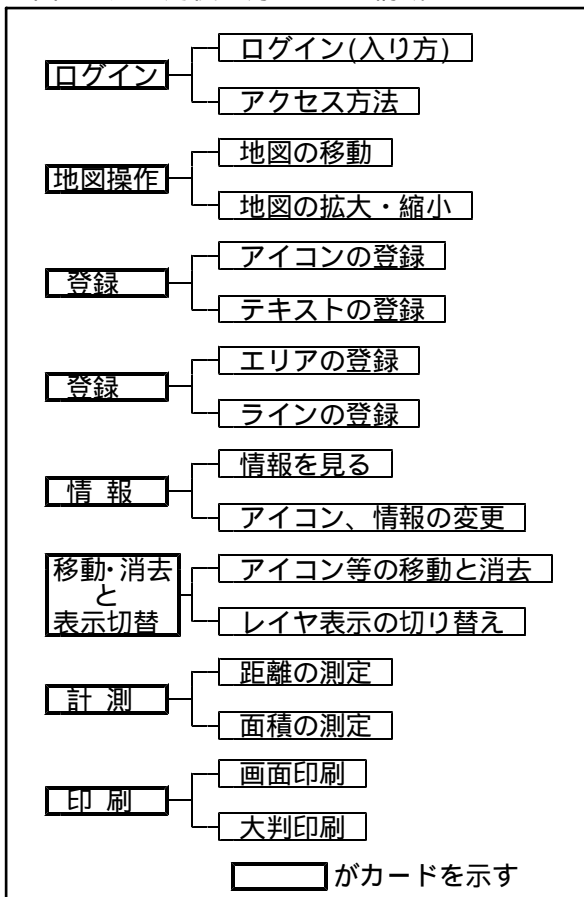 ログイン
ログイン(入り方)
アクセス方法
地図操作
地図の移動
地図の拡大・縮小
登録
アイコンの登録
テキストの登録
登録
エリアの登録
ラインの登録
情 報
情報を見る
アイコン、情報の変更
移動・消去
と
表示切替
アイコン等の移動と消去
レイヤ表示の切り替え
計 測
距離の測定
面積の測定
印 刷
画面印刷
大判印刷
がカードを示す